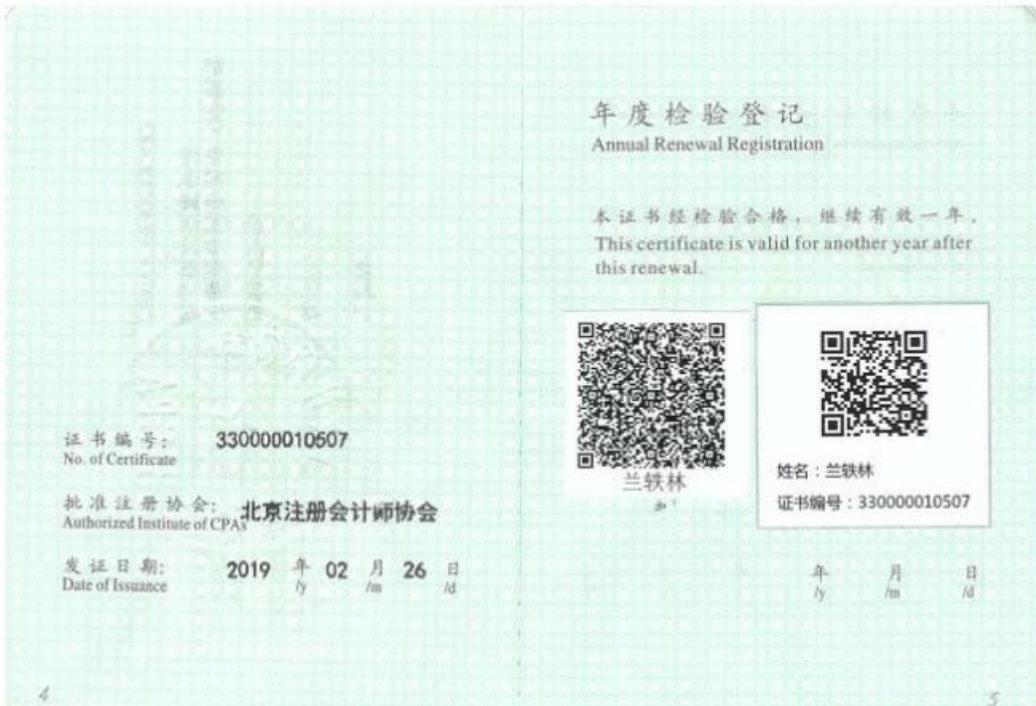 证书编号: 330000010507
No. of Certificate
批准注册协会: 北京注册会计师协会
Authorized Institute of CPAs
发证日期: 2019 年 02 月 26 日
Date of Issuance /y /m /d
4
年度检验登记
Annual Renewal Registration
本证书经检验合格，继续有效一年。
This certificate is valid for another year after
this renewal.
兰轶林
姓名：兰轶林
证书编号：330000010507
年 月 日
/y /m /d
5